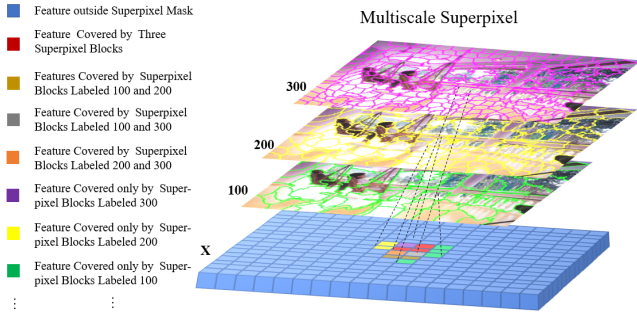 Multiscale Superpixel
Feature outside Superpixel Mask
Feature Covered by Three
Superpixel Blocks
Features Covered by Superpixel
Blocks Labeled 100 and 200
Feature Covered by Superpixel
Blocks Labeled 100 and 300
Feature Covered by Superpixel
Blocks Labeled 200 and 300
Feature Covered only by Super-
pixel Blocks Labeled 300
Feature Covered only by Super-
pixel Blocks Labeled 200
Feature Covered only by Super-
pixel Blocks Labeled 100
⋮ ⋮
300
200
100
X